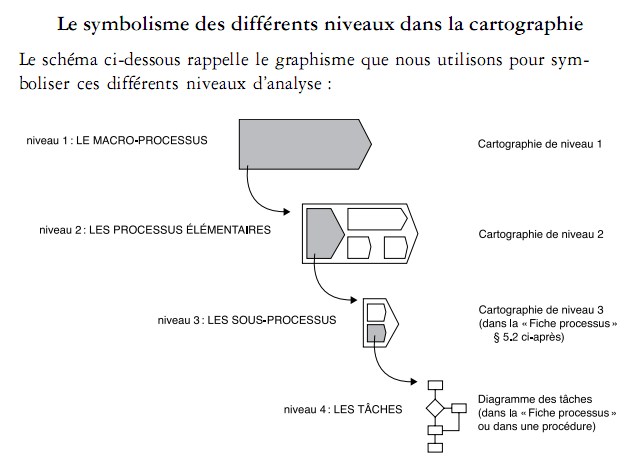 Le symbolisme des différents niveaux dans la cartographie
Le schéma ci-dessous rappelle le graphisme que nous utilisons pour sym-
boliser ces différents niveaux d'analyse :
niveau 1 : LE MACRO-PROCESSUS
Cartographie de niveau 1
niveau 2 : LES PROCESSUS ÉLÉMENTAIRES
Cartographie de niveau 2
niveau 3 : LES SOUS-PROCESSUS
Cartographie de niveau 3
(dans la « Fiche processus »
§ 5.2 ci-après)
niveau 4 : LES TÂCHES
Diagramme des tâches
(dans la « Fiche processus »
ou dans une procédure)